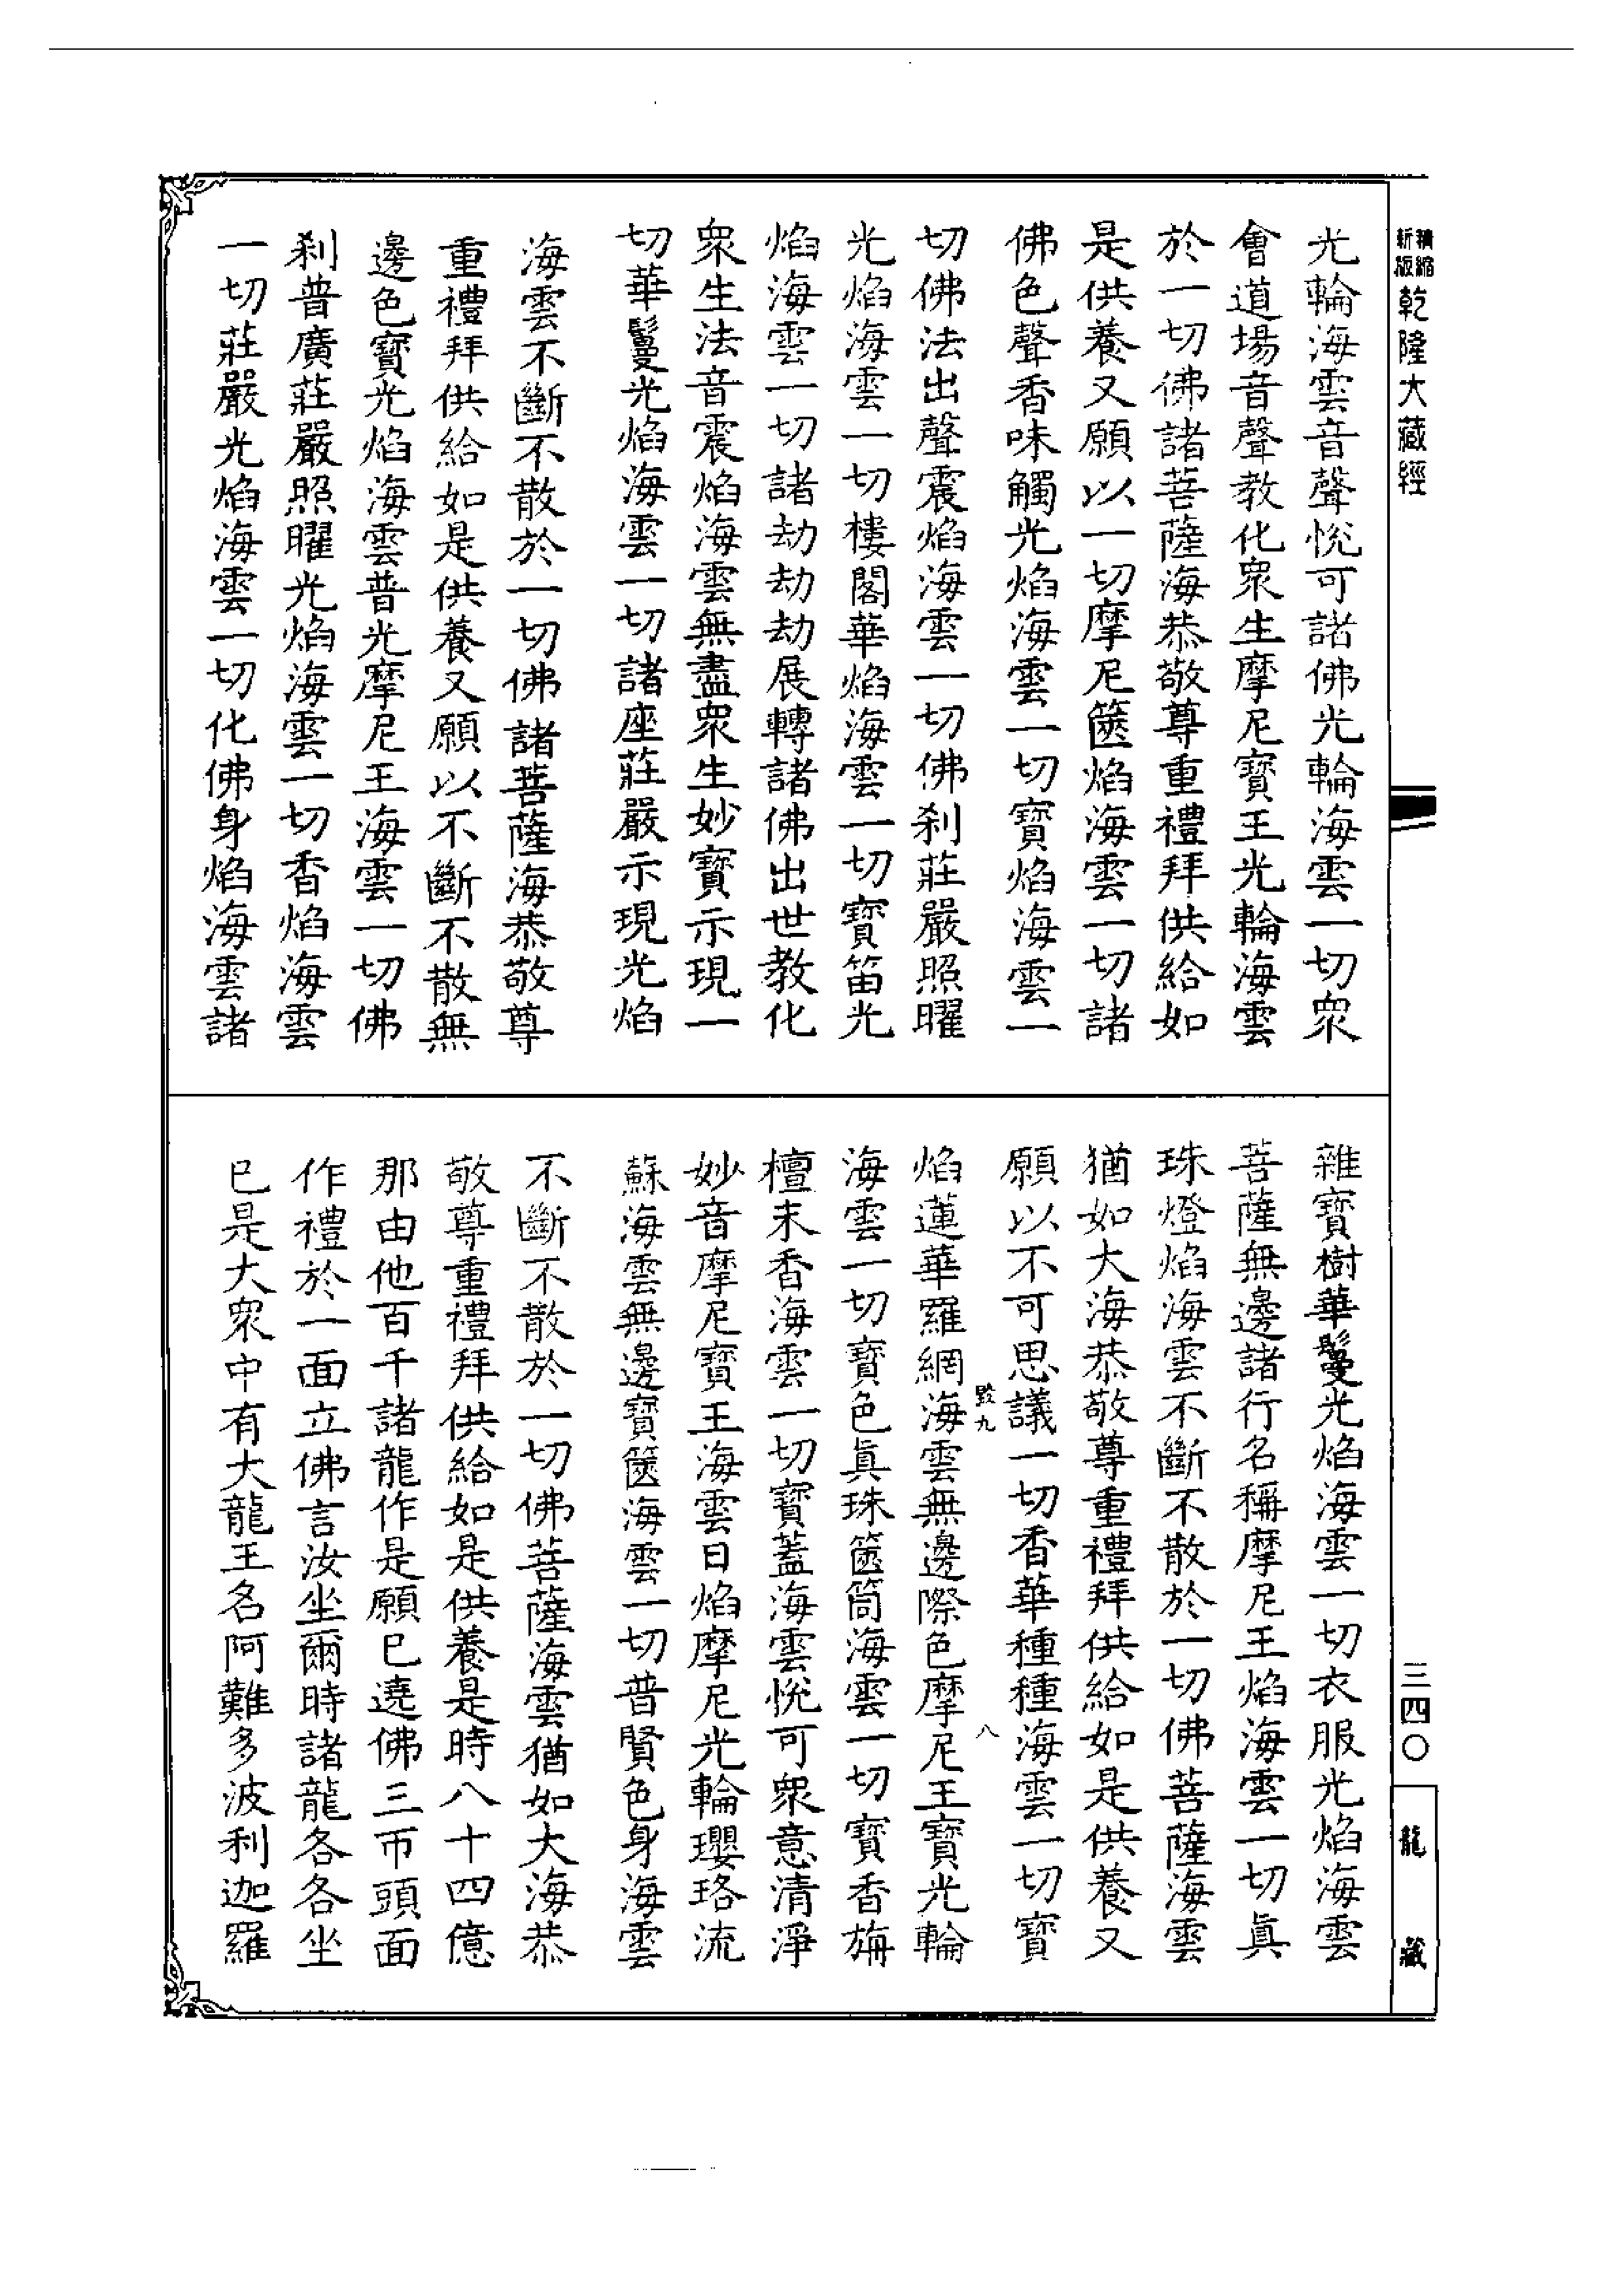 精縮新版乾隆大藏經
光輪海雲音聲悅可諸佛光輪海雲一切衆
會道場音聲教化衆生摩尼寶王光輪海雲
於一切佛諸菩薩海恭敬尊重禮拜供給如
是供養又願以一切摩尼篋焰海雲一切諸
佛色聲香味觸光焰海雲一切寶焰海雲一
切佛法出聲震焰海雲一切佛刹莊嚴照曜
光焰海雲一切樓閣華焰海雲一切寶笛光
焰海雲一切諸劫劫劫展轉諸佛出世教化
衆生法音震焰海雲無盡衆生妙寶示現一
切華鬘光焰海雲一切諸座莊嚴示現光焰
海雲不斷不散於一切佛諸菩薩海恭敬尊
重禮拜供給如是供養又願以不斷不散無
邊色寶光焰海雲普光摩尼王海雲一切佛
刹普廣莊嚴照曜光焰海雲一切香焰海雲
一切莊嚴光焰海雲一切化佛身焰海雲諸
雜寶樹華鬘光焰海雲一切衣服光焰海雲
菩薩無邊諸行名稱摩尼王焰海雲一切眞
珠燈焰海雲不斷不散於一切佛菩薩海雲
猶如大海恭敬尊重禮拜供給如是供養又
願以不可思議一切香華種種海雲一切寶
焰蓮華羅網海雲無邊際色摩尼王寶光輪
海雲一切寶色眞珠篋笥海雲一切寶香旃
檀末香海雲一切寶蓋海雲悅可衆意清淨
妙音摩尼寶王海雲日焰摩尼光輪瓔珞流
蘇海雲無邊寶篋海雲一切普賢色身海雲
不斷不散於一切佛菩薩海雲猶如大海恭
敬尊重禮拜供給如是供養是時八十四億
那由他百千諸龍作是願已遶佛三帀頭面
作禮於一面立佛言汝坐爾時諸龍各各坐
已是大衆中有大龍王名阿難多波利迦羅
九
八
三四〇
龍藏